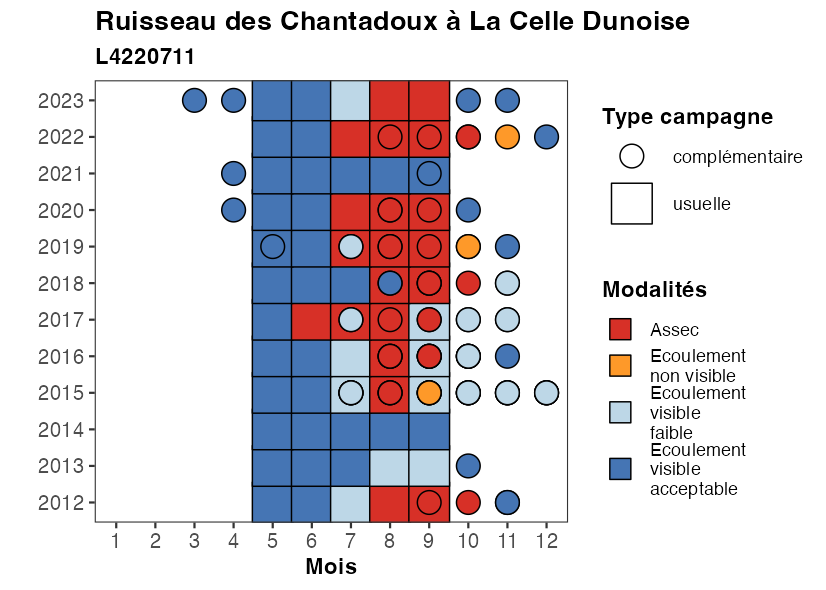 Ruisseau des Chantadoux à La Celle Dunoise
L4220711
2023
2022
2021
2020
2019
2018
2017
2016
2015
2014
2013
2012
1 2 3 4 5 6 7 8 9 10 11 12
Mois
Type campagne
complémentaire
usuelle
Modalités
Assec
Ecoulement
non visible
Ecoulement
visible
faible
Ecoulement
visible
acceptable